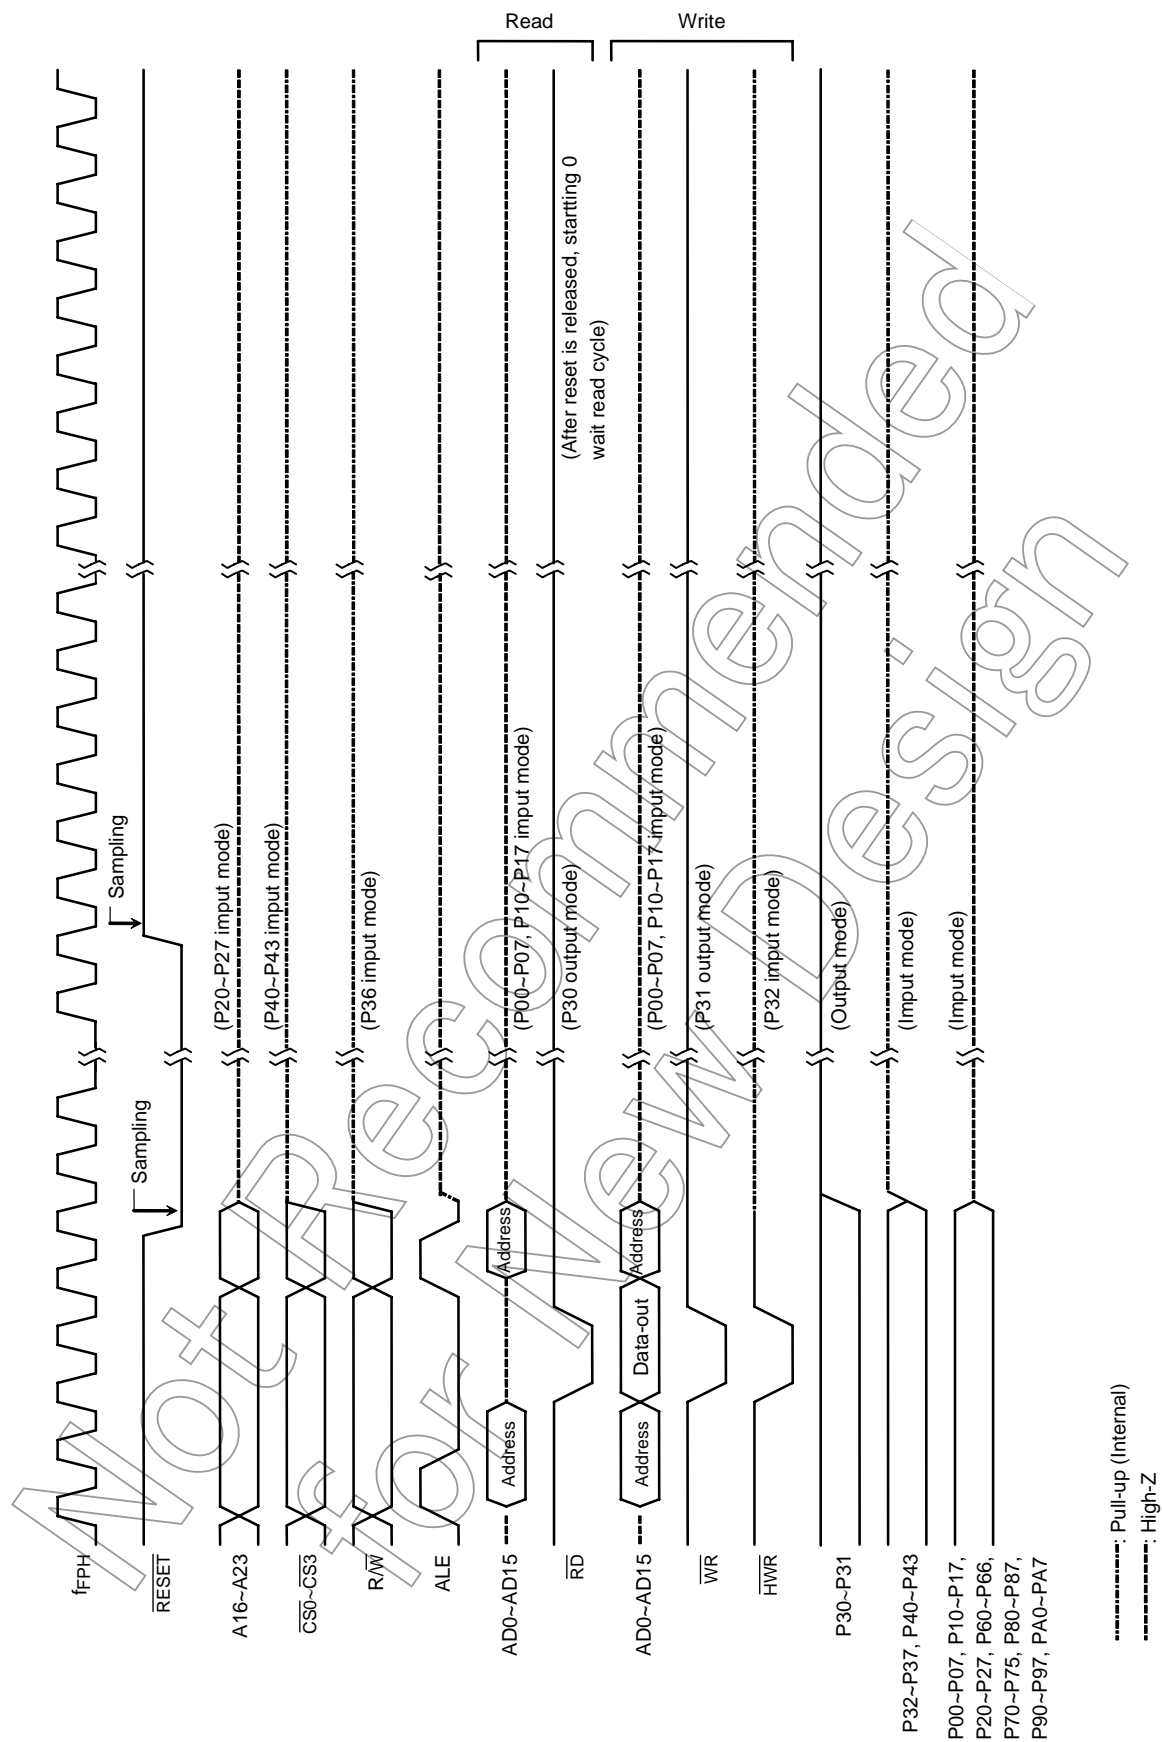 Read
Write
fFPH
RESET
Sampling
Sampling
A16~A23
(P20~P27 imput mode)
CS0~CS3
(P40~P43 imput mode)
R/W
(P36 imput mode)
ALE
AD0~AD15
Address
Address
(P00~P07, P10~P17 imput mode)
RD
(P30 output mode)
(After reset is released, startting 0
wait read cycle)
AD0~AD15
Address
Data-out
Address
(P00~P07, P10~P17 imput mode)
WR
(P31 output mode)
HWR
(P32 imput mode)
P30~P31
(Output mode)
P32~P37, P40~P43
(Imput mode)
P00~P07, P10~P17,
P20~P27, P60~P66,
P70~P75, P80~P87,
P90~P97, PA0~PA7
(Imput mode)
: Pull-up (Internal)
: High-Z
Not Recommended
for New Design